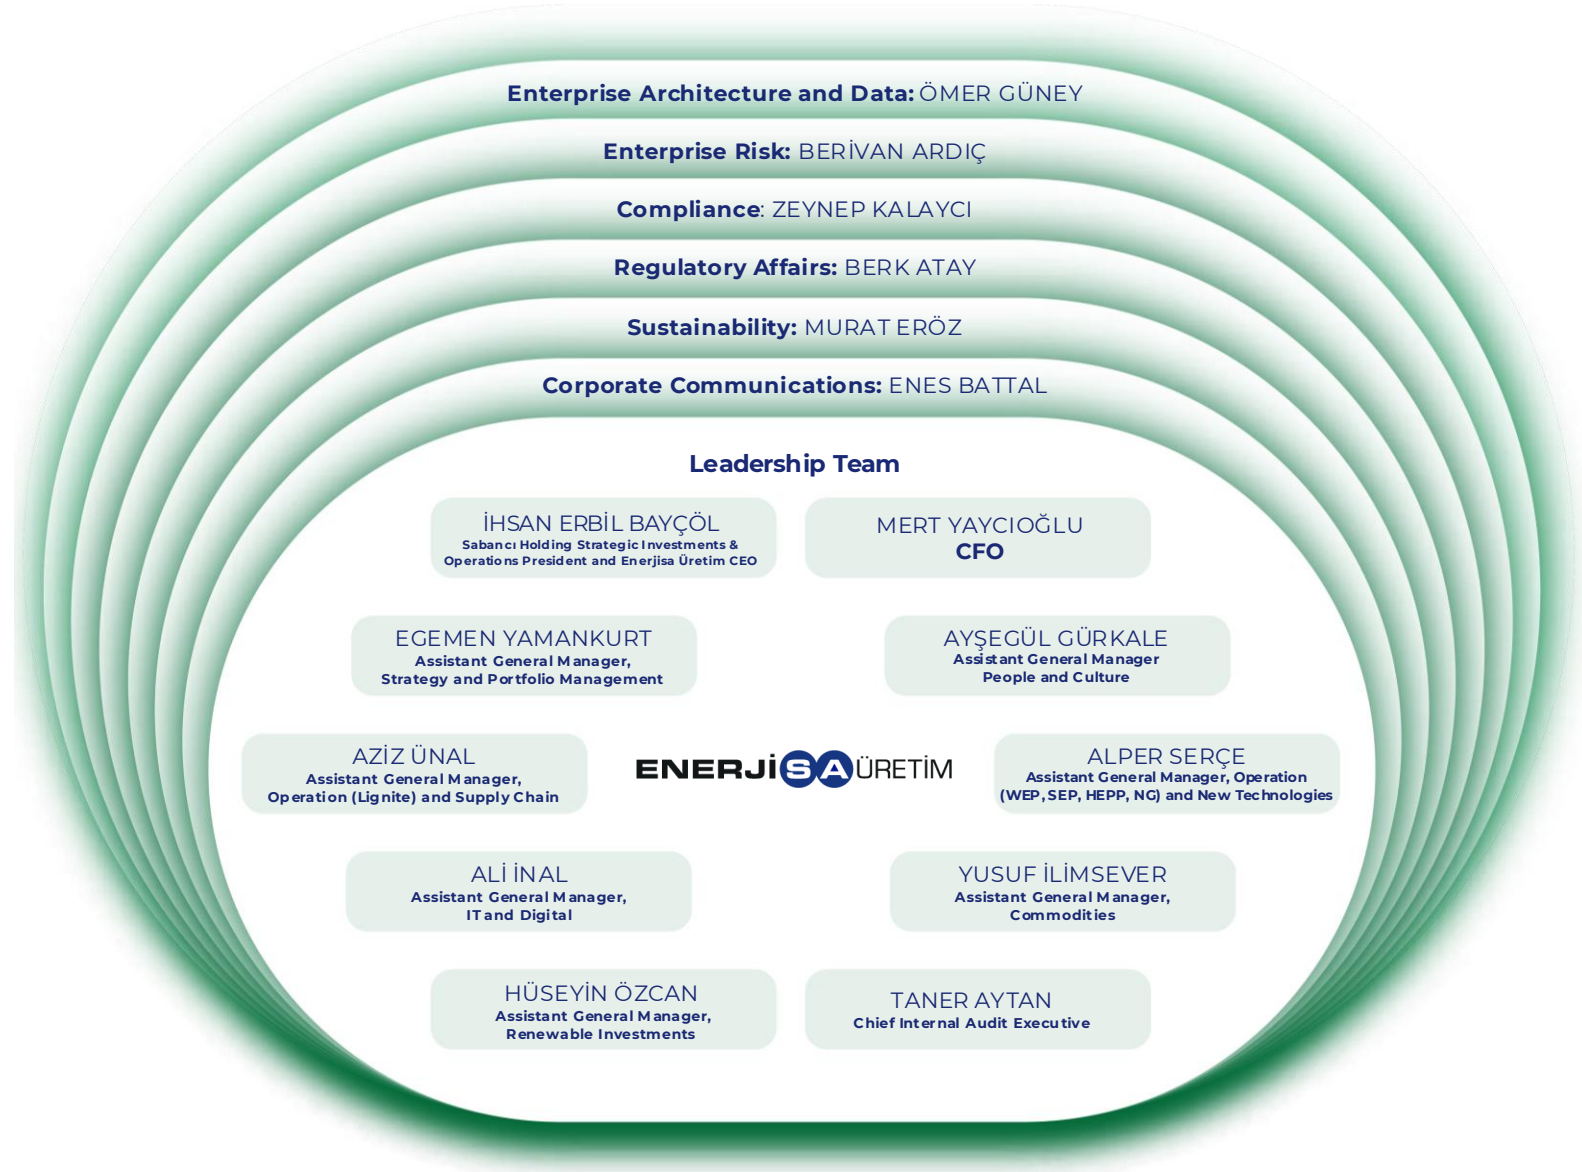 Enterprise Architecture and Data: ÖMER GÜNEY
Enterprise Risk: BERİVAN ARDIÇ
Compliance: ZEYNEP KALAYCI
Regulatory Affairs: BERK ATAY
Sustainability: MURAT ERÖZ
Corporate Communications: ENES BATTAL
Leadership Team
İHSAN ERBİL BAYÇÖL
Sabancı Holding Strategic Investments &
Operations President and Enerjisa Üretim CEO
MERT YAYCIOĞLU
CFO
EGEMEN YAMANKURT
Assistant General Manager,
Strategy and Portfolio Management
AYŞEGÜL GÜRKALE
Assistant General Manager
People and Culture
AZİZ ÜNAL
Assistant General Manager,
Operation (Lignite) and Supply Chain
ENERJİSA ÜRETİM
ALPER SERÇE
Assistant General Manager, Operation
(WEP, SEP, HEPP, NG) and New Technologies
ALİ İNAL
Assistant General Manager,
IT and Digital
YUSUF İLİMSEVER
Assistant General Manager,
Commodities
HÜSEYİN ÖZCAN
Assistant General Manager,
Renewable Investments
TANER AYTAN
Chief Internal Audit Executive